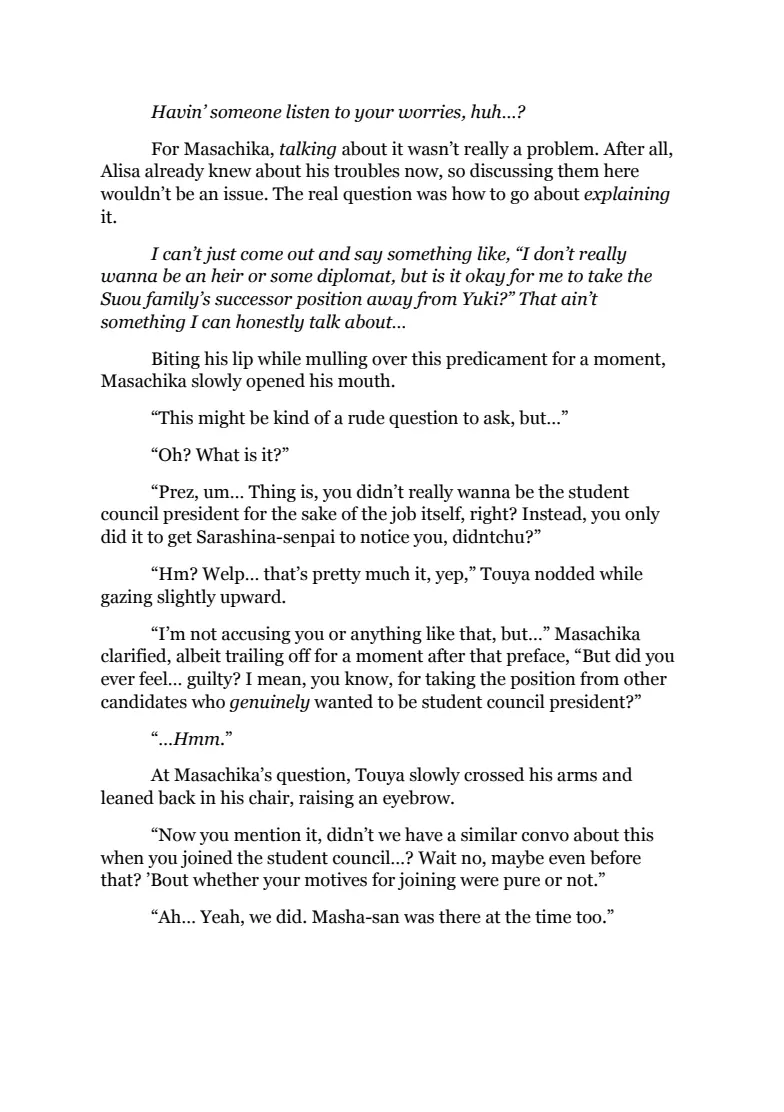 Havin’ someone listen to your worries, huh…?
For Masachika, talking about it wasn’t really a problem. After all,
Alisa already knew about his troubles now, so discussing them here
wouldn’t be an issue. The real question was how to go about explaining
it.
I can’t just come out and say something like, “I don’t really
wanna be an heir or some diplomat, but is it okay for me to take the
Suou family’s successor position away from Yuki?” That ain’t
something I can honestly talk about…
Biting his lip while mulling over this predicament for a moment,
Masachika slowly opened his mouth.
“This might be kind of a rude question to ask, but…”
“Oh? What is it?”
“Prez, um… Thing is, you didn’t really wanna be the student
council president for the sake of the job itself, right? Instead, you only
did it to get Sarashina-senpai to notice you, didntchu?”
“Hm? Welp… that’s pretty much it, yep,” Touya nodded while
gazing slightly upward.
“I’m not accusing you or anything like that, but…” Masachika
clarified, albeit trailing off for a moment after that preface, “But did you
ever feel… guilty? I mean, you know, for taking the position from other
candidates who genuinely wanted to be student council president?”
“…Hmm.”
At Masachika’s question, Touya slowly crossed his arms and
leaned back in his chair, raising an eyebrow.
“Now you mention it, didn’t we have a similar convo about this
when you joined the student council…? Wait no, maybe even before
that? ’Bout whether your motives for joining were pure or not.”
“Ah… Yeah, we did. Masha-san was there at the time too.”